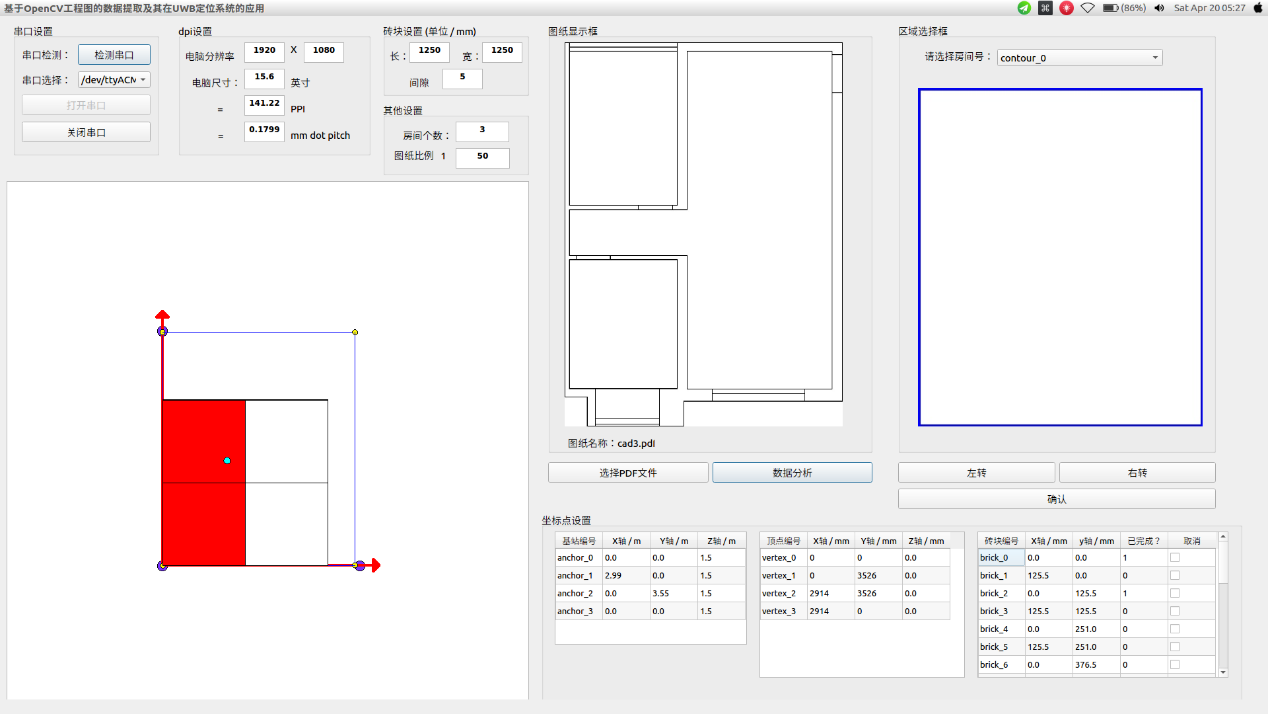 基于OpenCV工程图的数据提取及其在UWB定位系统的应用
(86%) Sat Apr 20 05:27
串口设置
串口检测： 检测串口
串口选择： /dev/ttyACM
打开串口
关闭串口
dpi设置
电脑分辨率 1920 X 1080
电脑尺寸： 15.6 英寸
= 141.22 PPI
= 0.1799 mm dot pitch
砖块设置 (单位 / mm)
长： 1250 宽： 1250
间隙 5
其他设置
房间个数： 3
图纸比例 1 50
图纸显示框
图纸名称：cad3.pdf
选择PDF文件 数据分析
区域选择框
请选择房间号： contour_0
左转 右转
确认
坐标点设置
基站编号 X轴 / m Y轴 / m Z轴 / m
anchor_0 0.0 0.0 1.5
anchor_1 2.99 0.0 1.5
anchor_2 0.0 3.55 1.5
anchor_3 0.0 0.0 1.5
顶点编号 X轴 / mm Y轴 / mm Z轴 / mm
vertex_0 0 0 0.0
vertex_1 0 3526 0.0
vertex_2 2914 3526 0.0
vertex_3 2914 0 0.0
砖块编号 X轴 / mm y轴 / mm 已完成？ 取消
brick_0 0.0 0.0 1
brick_1 125.5 0.0 0
brick_2 0.0 125.5 1
brick_3 125.5 125.5 0
brick_4 0.0 251.0 0
brick_5 125.5 251.0 0
brick_6 0.0 376.5 0